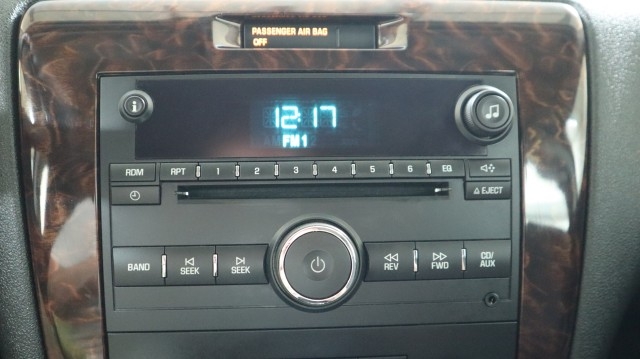 PASSENGER AIR BAG
OFF
12:17
FM1
RDM RPT 1 2 3 4 5 6 EQ
EJECT
BAND SEEK SEEK REV FWD CD/
AUX